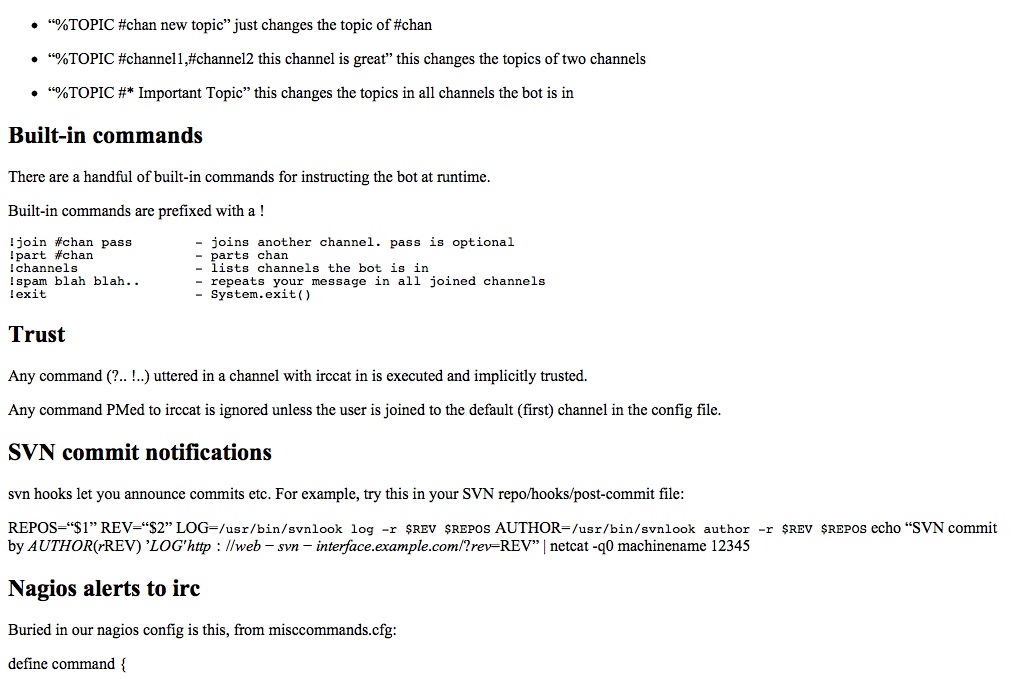 • “%TOPIC #chan new topic” just changes the topic of #chan
• “%TOPIC #channel1,#channel2 this channel is great” this changes the topics of two channels
• “%TOPIC #* Important Topic” this changes the topics in all channels the bot is in
Built-in commands
There are a handful of built-in commands for instructing the bot at runtime.
Built-in commands are prefixed with a !
!join #chan pass        - joins another channel. pass is optional
!part #chan             - parts chan
!channels               - lists channels the bot is in
!spam blah blah..       - repeats your message in all joined channels
!exit                   - System.exit()
Trust
Any command (?.. !..) uttered in a channel with irccat in is executed and implicitly trusted.
Any command PMed to irccat is ignored unless the user is joined to the default (first) channel in the config file.
SVN commit notifications
svn hooks let you announce commits etc. For example, try this in your SVN repo/hooks/post-commit file:
REPOS=“$1” REV=“$2” LOG=/usr/bin/svnlook log -r $REV $REPOS AUTHOR=/usr/bin/svnlook author -r $REV $REPOS echo “SVN commit
by AUTHOR(rREV) ’LOG′http : //web − svn − interface.example.com/?rev=REV” | netcat -q0 machinename 12345
Nagios alerts to irc
Buried in our nagios config is this, from misccommands.cfg:
define command {